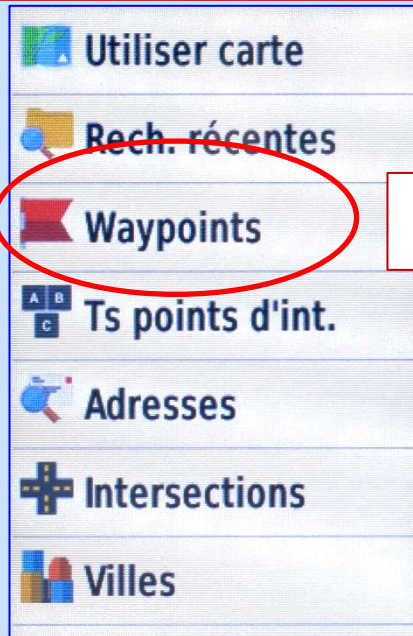 Utiliser carte
Rech. récentes
Waypoints
A B
C
Ts points d'int.
Adresses
Intersections
Villes